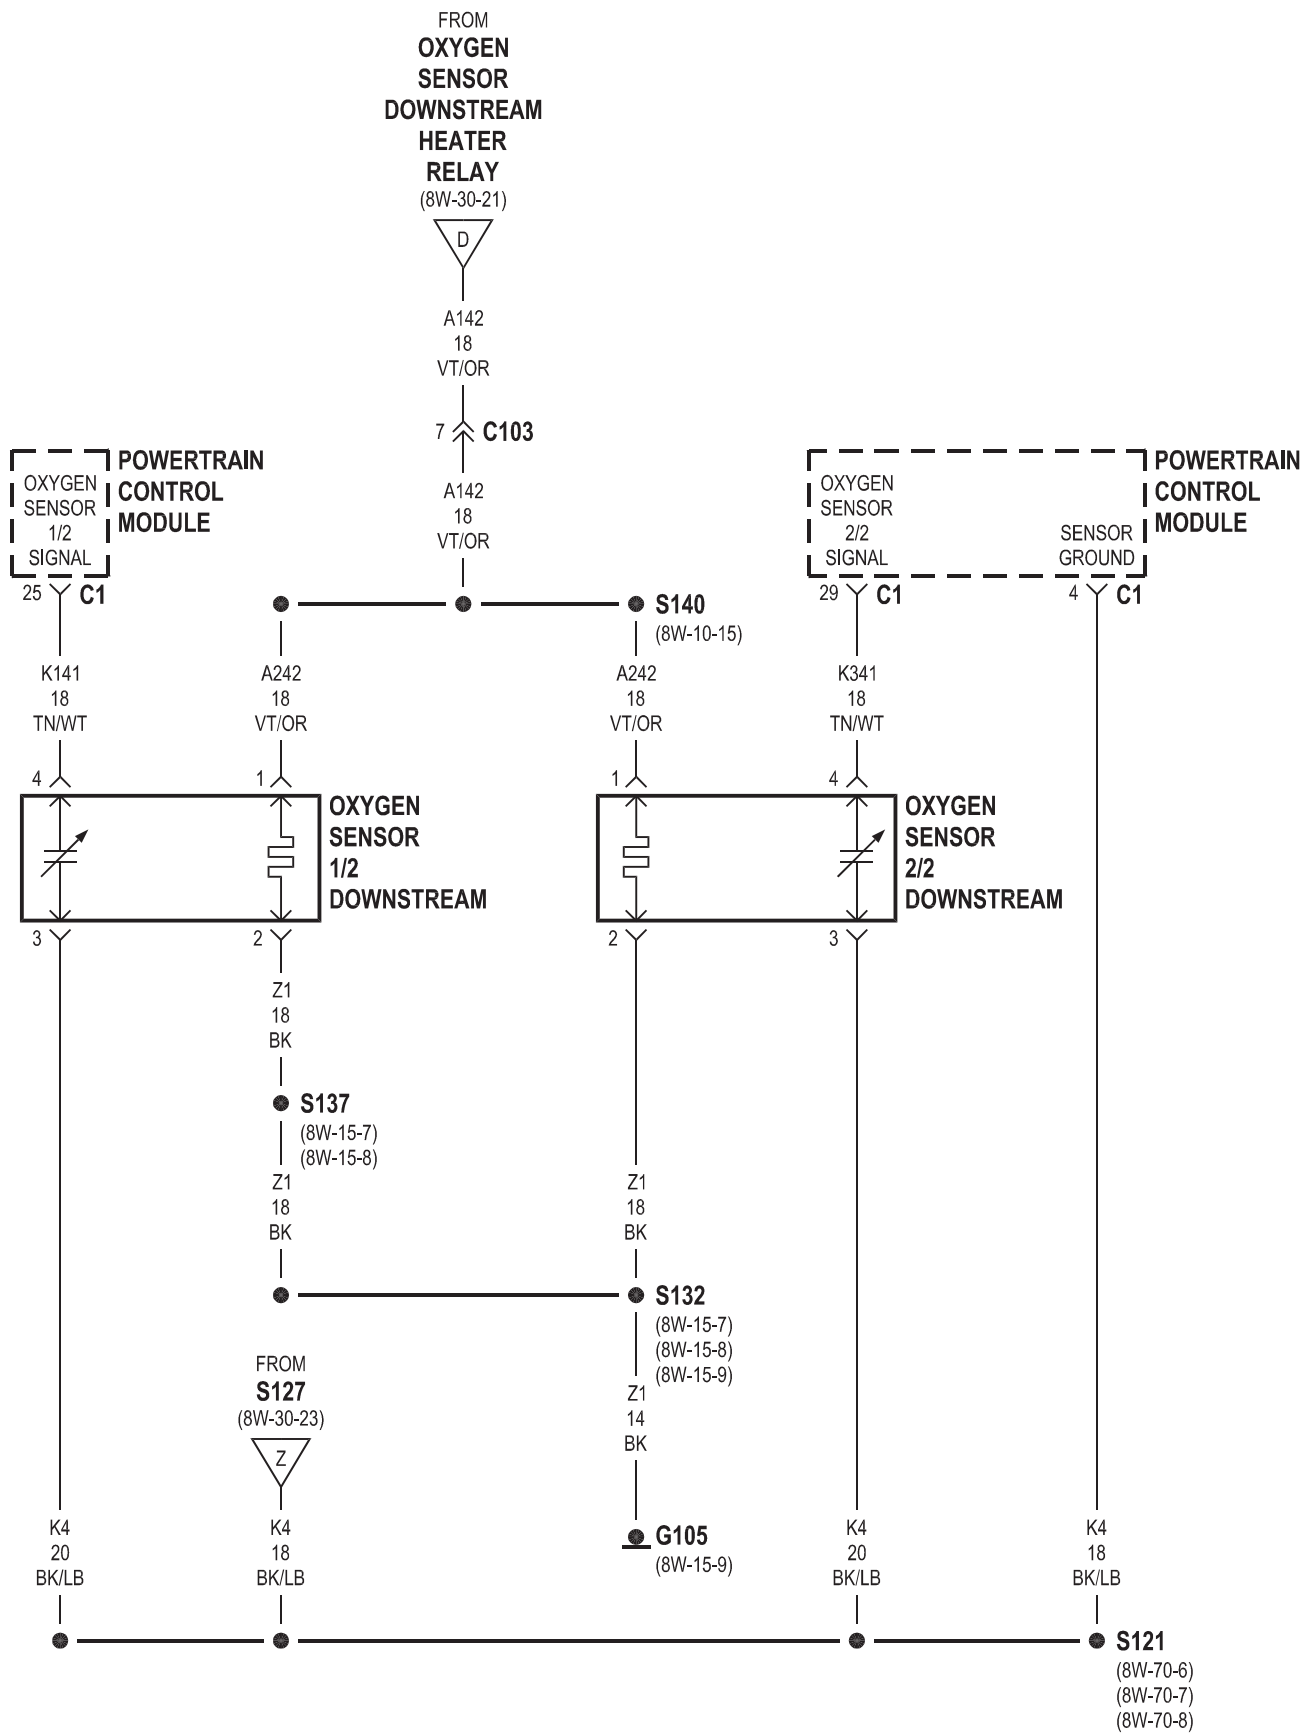 FROM
OXYGEN
SENSOR
DOWNSTREAM
HEATER
RELAY
(8W-30-21)
D
A142
18
VT/OR
7
C103
A142
18
VT/OR
OXYGEN
SENSOR
1/2
SIGNAL
POWERTRAIN
CONTROL
MODULE
25
C1
OXYGEN
SENSOR
2/2
SIGNAL
SENSOR
GROUND
POWERTRAIN
CONTROL
MODULE
29
C1
4
C1
S140
(8W-10-15)
K141
18
TN/WT
A242
18
VT/OR
A242
18
VT/OR
K341
18
TN/WT
4
1
OXYGEN
SENSOR
1/2
DOWNSTREAM
3
2
1
4
OXYGEN
SENSOR
2/2
DOWNSTREAM
2
3
Z1
18
BK
S137
(8W-15-7)
(8W-15-8)
Z1
18
BK
Z1
18
BK
S132
(8W-15-7)
(8W-15-8)
(8W-15-9)
Z1
14
BK
G105
(8W-15-9)
FROM
S127
(8W-30-23)
Z
K4
20
BK/LB
K4
18
BK/LB
K4
20
BK/LB
K4
18
BK/LB
S121
(8W-70-6)
(8W-70-7)
(8W-70-8)